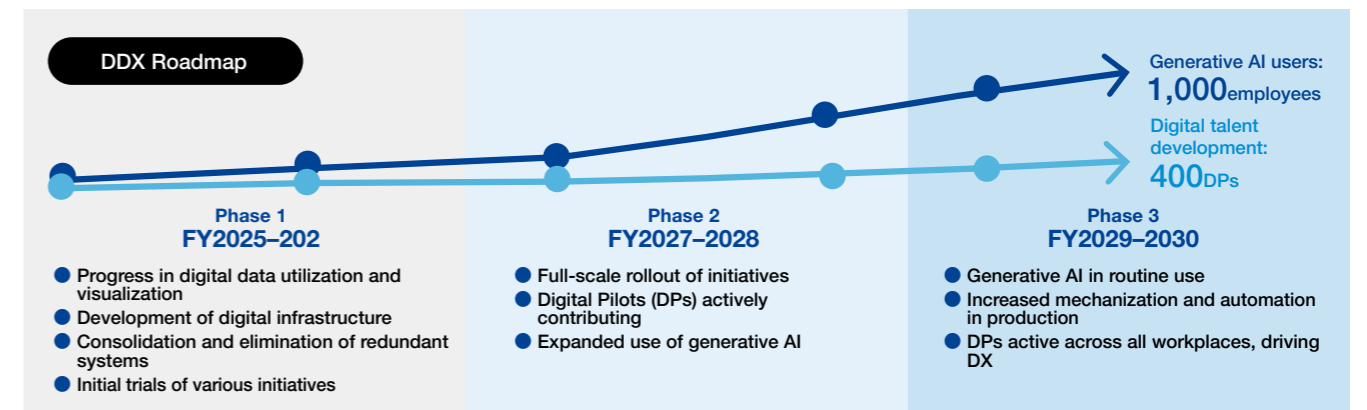 DDX Roadmap
Generative AI users:
1,000employees
Digital talent
development:
400DPs
Phase 1
FY2025–202
Progress in digital data utilization and
visualization
Development of digital infrastructure
Consolidation and elimination of redundant
systems
Initial trials of various initiatives
Phase 2
FY2027–2028
Full-scale rollout of initiatives
Digital Pilots (DPs) actively
contributing
Expanded use of generative AI
Phase 3
FY2029–2030
Generative AI in routine use
Increased mechanization and automation
in production
DPs active across all workplaces, driving
DX